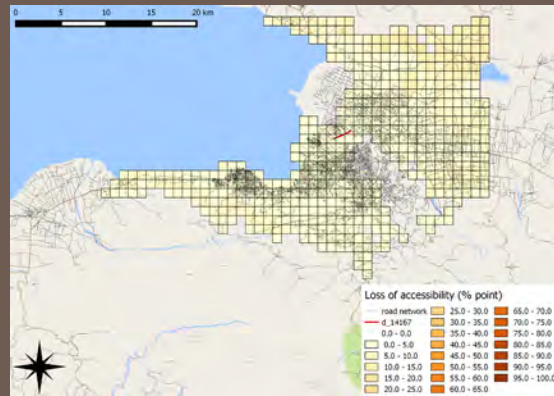 0 5 10 15 20 km
Loss of accessibility (% point)
road network
d_14167
0.0 - 0.0
0.0 - 5.0
5.0 - 10.0
10.0 - 15.0
15.0 - 20.0
20.0 - 25.0
25.0 - 30.0
30.0 - 35.0
35.0 - 40.0
40.0 - 45.0
45.0 - 50.0
50.0 - 55.0
55.0 - 60.0
60.0 - 65.0
65.0 - 70.0
70.0 - 75.0
75.0 - 80.0
80.0 - 85.0
85.0 - 90.0
90.0 - 95.0
95.0 - 100.0